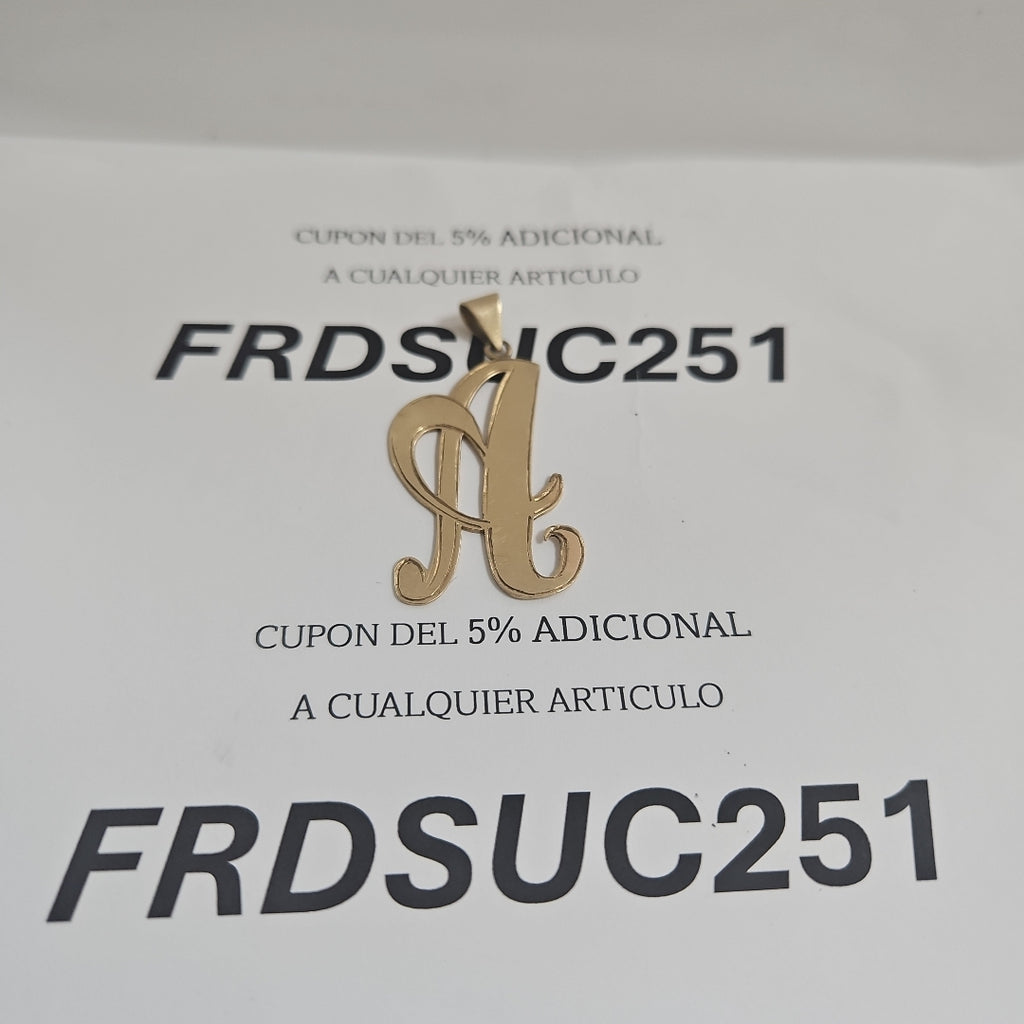 CUPON DEL 5% ADICIONAL
A CUALQUIER ARTICULO
FRDSUC251
A
CUPON DEL 5% ADICIONAL
A CUALQUIER ARTICULO
FRDSUC251